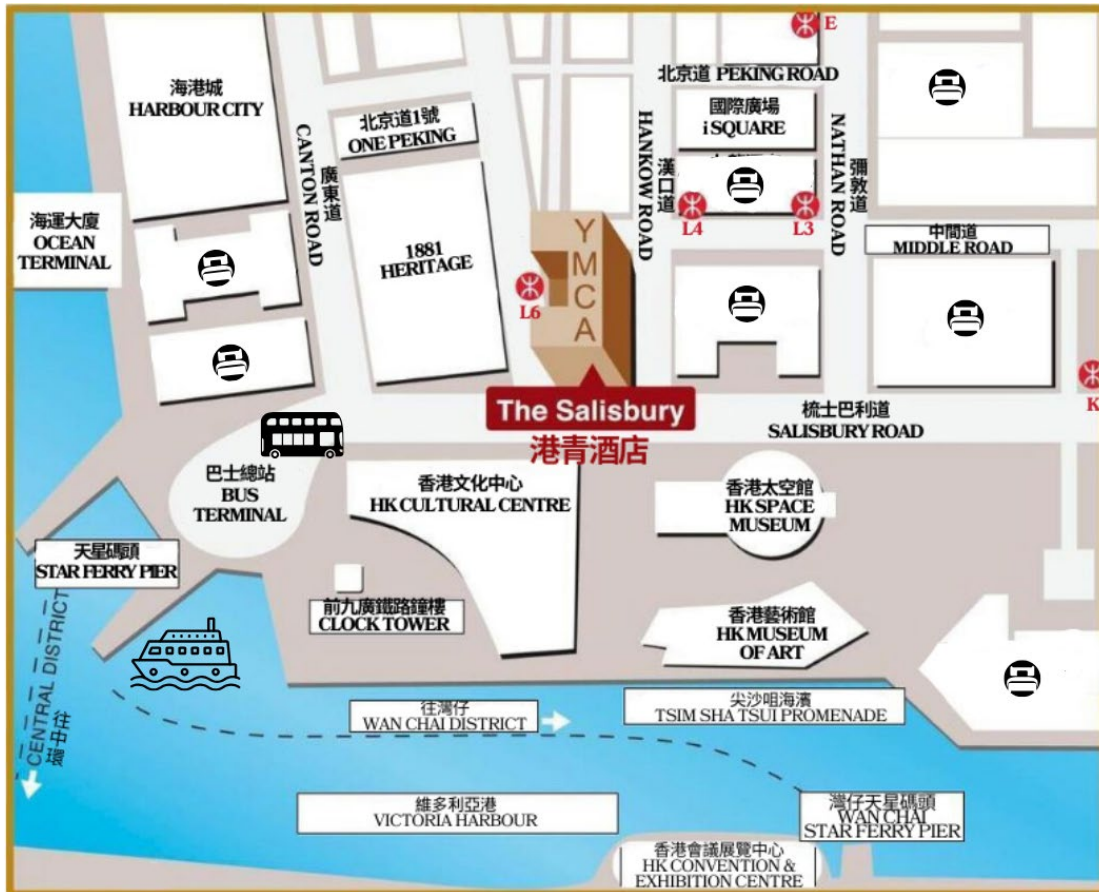 E
北京道 PEKING ROAD
海港城
HARBOUR CITY
北京道1號
ONE PEKING
國際廣場
iSQUARE
CANTON ROAD
廣東道
HANKOW ROAD
漢口道
NATHAN ROAD
彌敦道
海運大廈
OCEAN
TERMINAL
1881
HERITAGE
YMCA
L4
L3
中間道
MIDDLE ROAD
L6
K
The Salisbury
港青酒店
梳士巴利道
SALISBURY ROAD
巴士總站
BUS
TERMINAL
香港文化中心
HK CULTURAL CENTRE
香港太空館
HK SPACE
MUSEUM
天星碼頭
STAR FERRY PIER
前九廣鐵路鐘樓
CLOCK TOWER
香港藝術館
HK MUSEUM
OF ART
CENTRAL DISTRICT
往中環
往灣仔
WAN CHAI DISTRICT
尖沙咀海濱
TSIM SHA TSUI PROMENADE
維多利亞港
VICTORIA HARBOUR
灣仔天星碼頭
WAN CHAI
STAR FERRY PIER
香港會議展覽中心
HK CONVENTION &
EXHIBITION CENTRE